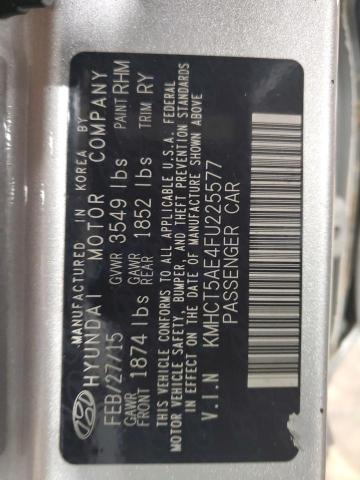 MANUFACTURED IN KOREA BY
HYUNDAI MOTOR COMPANY
FEB/27/15 GVWR 3549 lbs PAINT RHM
GAWR FRONT 1874 lbs GAWR REAR 1852 lbs TRIM RY
THIS VEHICLE CONFORMS TO ALL APPLICABLE U.S.A. FEDERAL
MOTOR VEHICLE SAFETY, BUMPER, AND THEFT PREVENTION STANDARDS
IN EFFECT ON THE DATE OF MANUFACTURE SHOWN ABOVE
V.I.N KMHCT5AE4FU225577
PASSENGER CAR